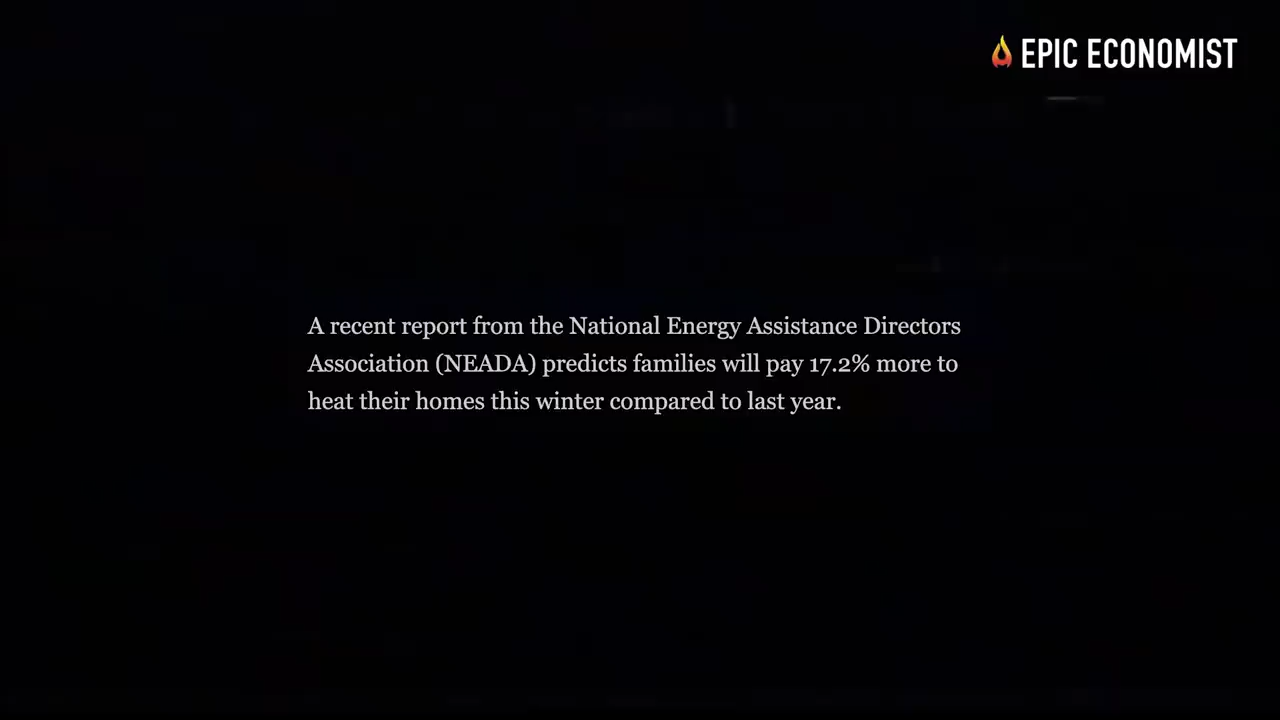 EPIC ECONOMIST
A recent report from the National Energy Assistance Directors
Association (NEADA) predicts families will pay 17.2% more to
heat their homes this winter compared to last year.